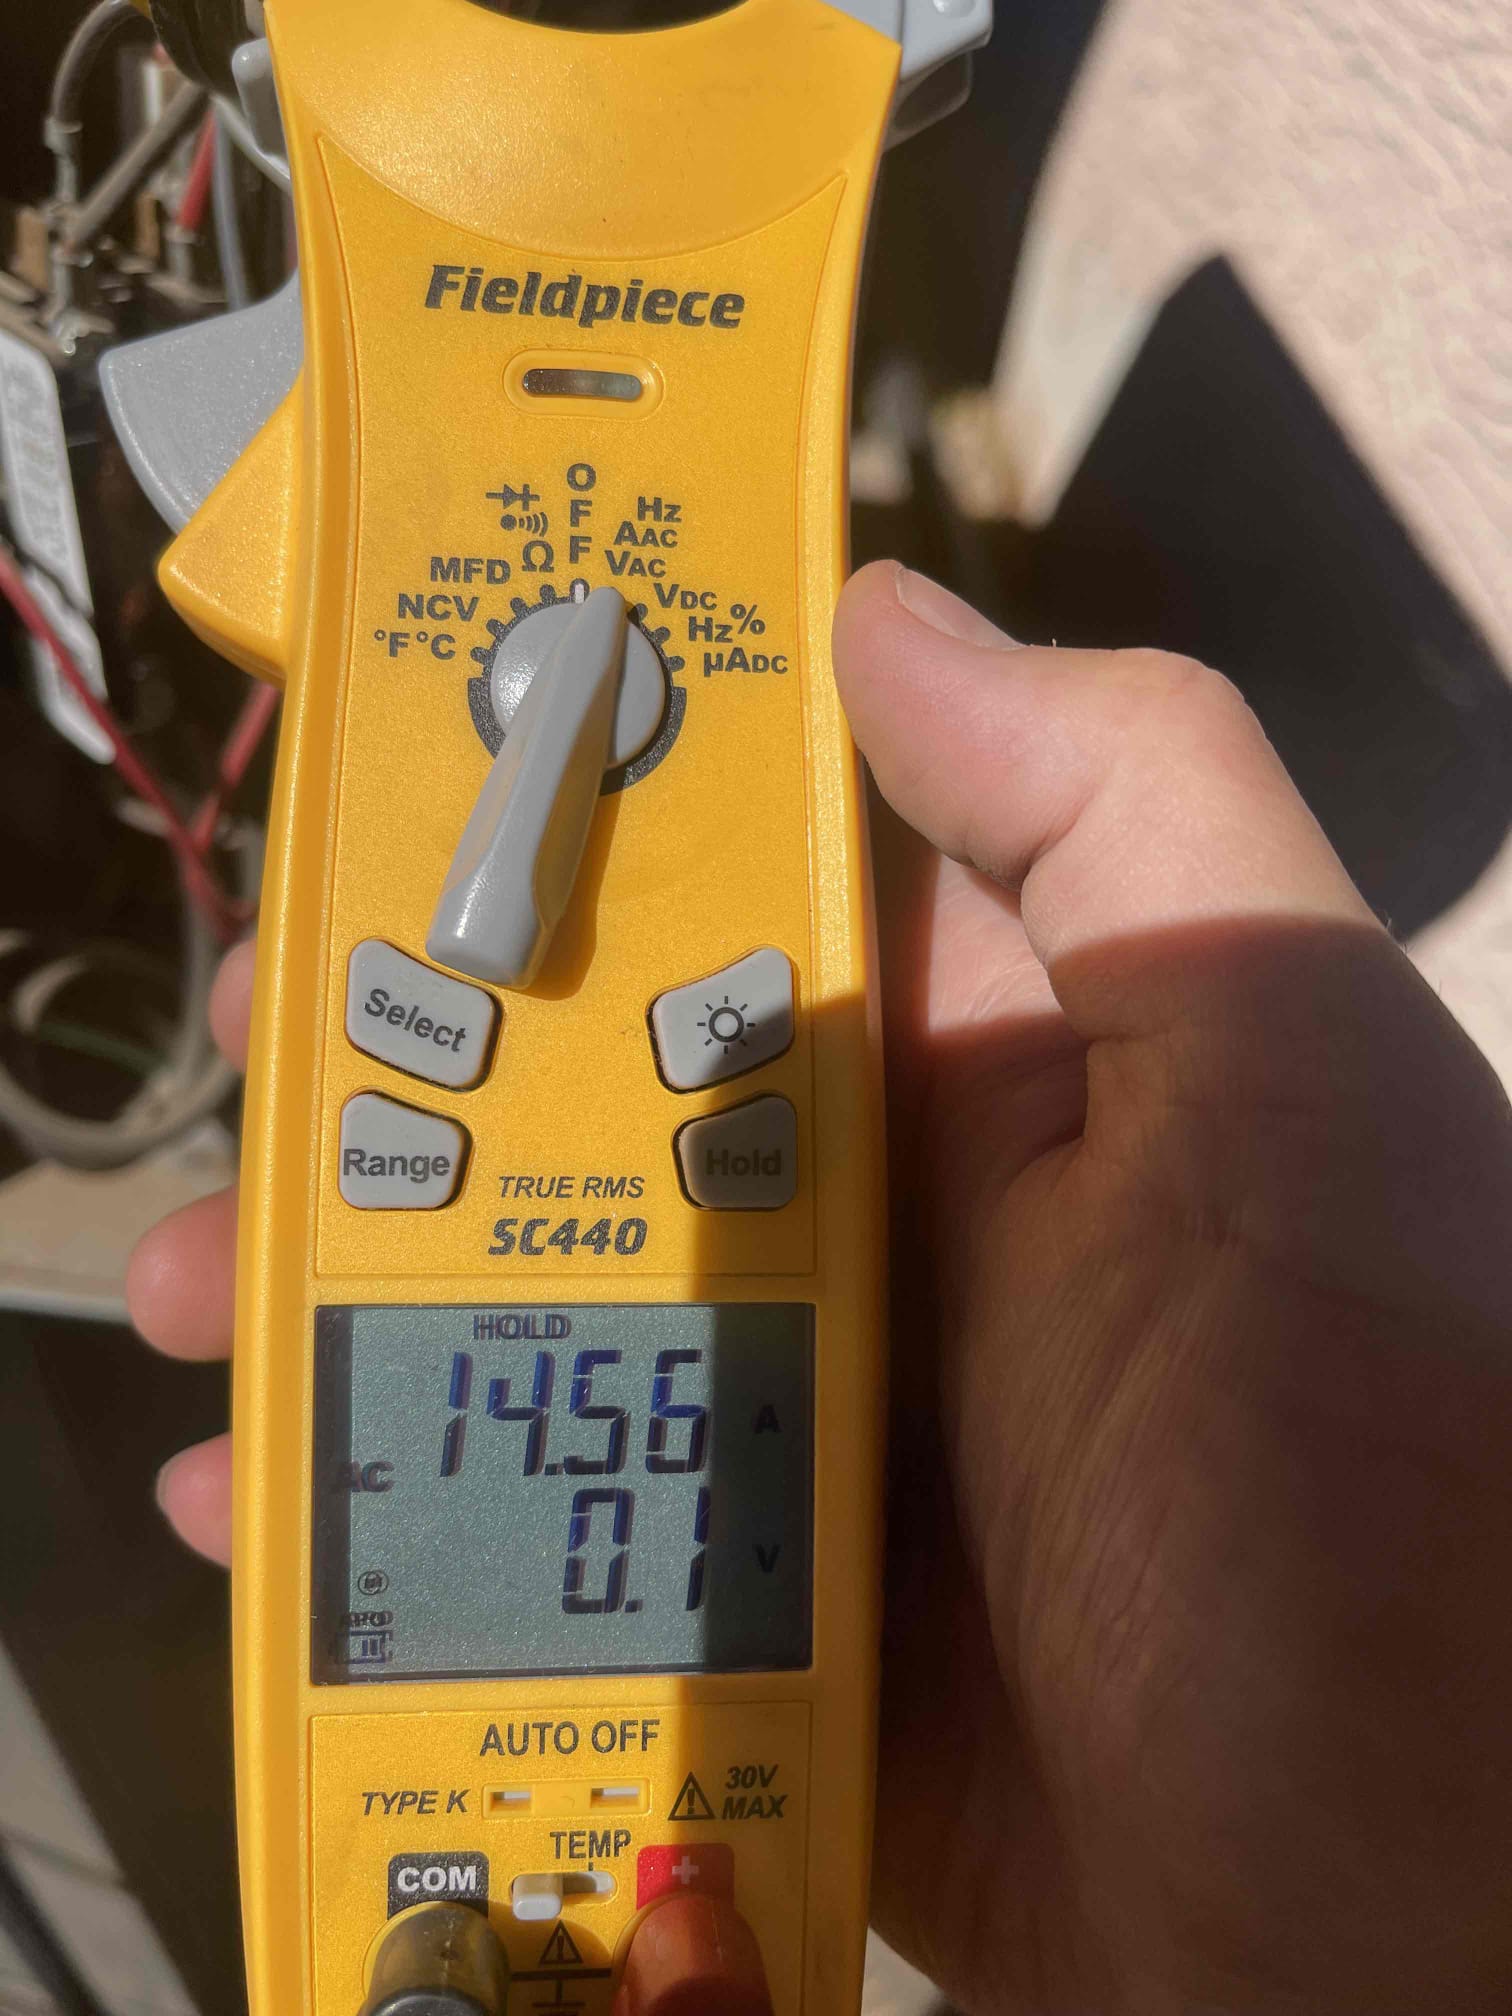 Fieldpiece
OFF
Hz
AAC
VAC
VDC
Hz%
µADC
Ω
MFD
NCV
°F°C
Select
Range
Hold
TRUE RMS
SC440
HOLD
14.56 A
AC
0.1 V
APO
AUTO OFF
TYPE K
30V
MAX
TEMP
COM
+